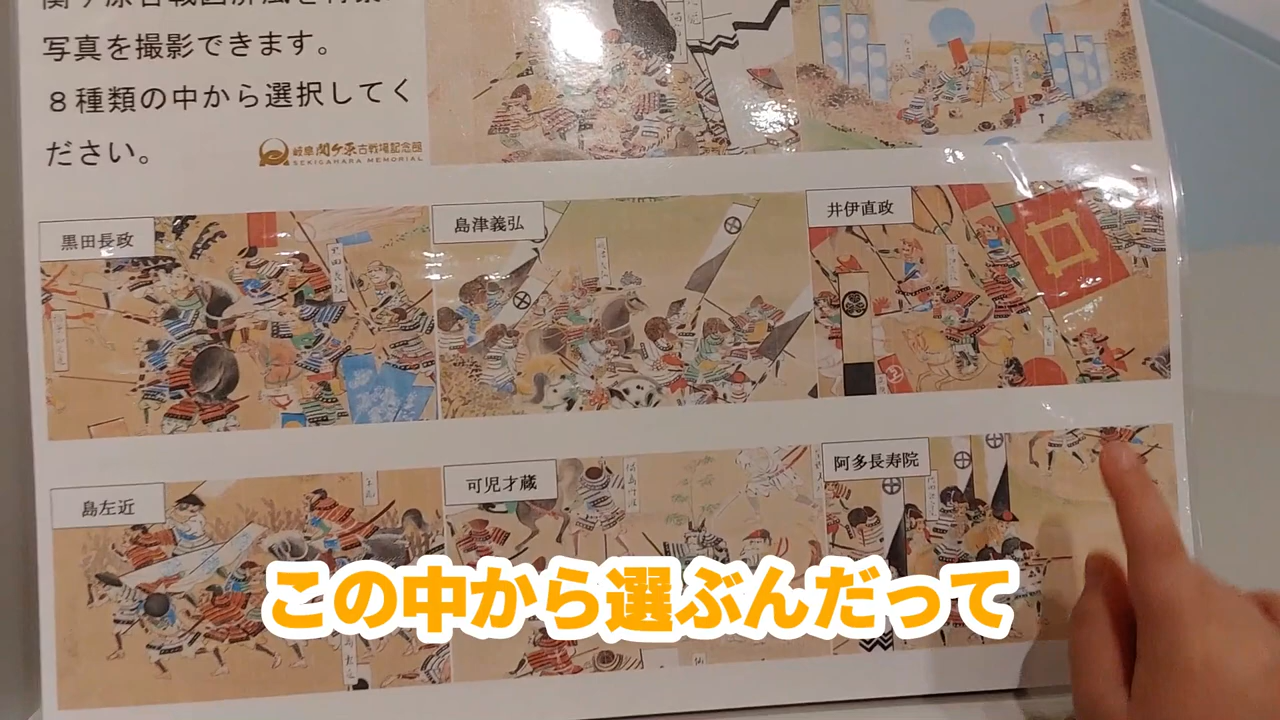 写真を撮影できます。
8種類の中から選択してく
ださい。
岐阜関ケ原古戦場記念館
SEKIGAHARA MEMORIAL
黒田長政
島津義弘
井伊直政
島左近
可児才蔵
阿多長寿院
この中から選ぶんだって